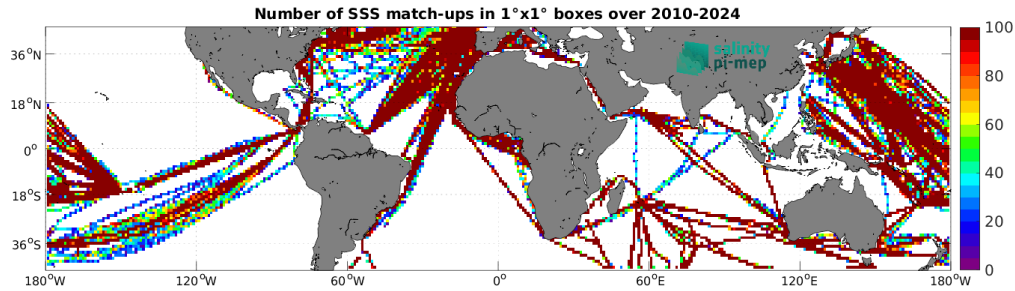 Number of SSS match-ups in 1°x1° boxes over 2010-2024
salinity
pi-mep
36°N
18°N
0°
18°S
36°S
180°W
120°W
60°W
0°
60°E
120°E
180°W
100
80
60
40
20
0